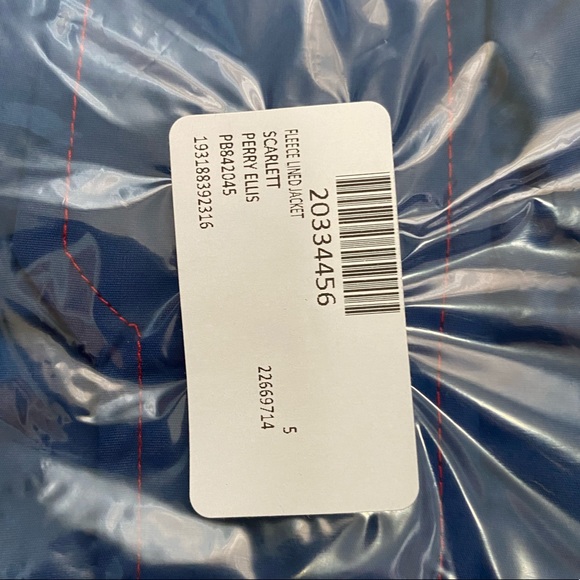 20334456
FLEECE LINED JACKET
SCARLETT
PERRY ELLIS
PB842045
193188392316
5
22669714